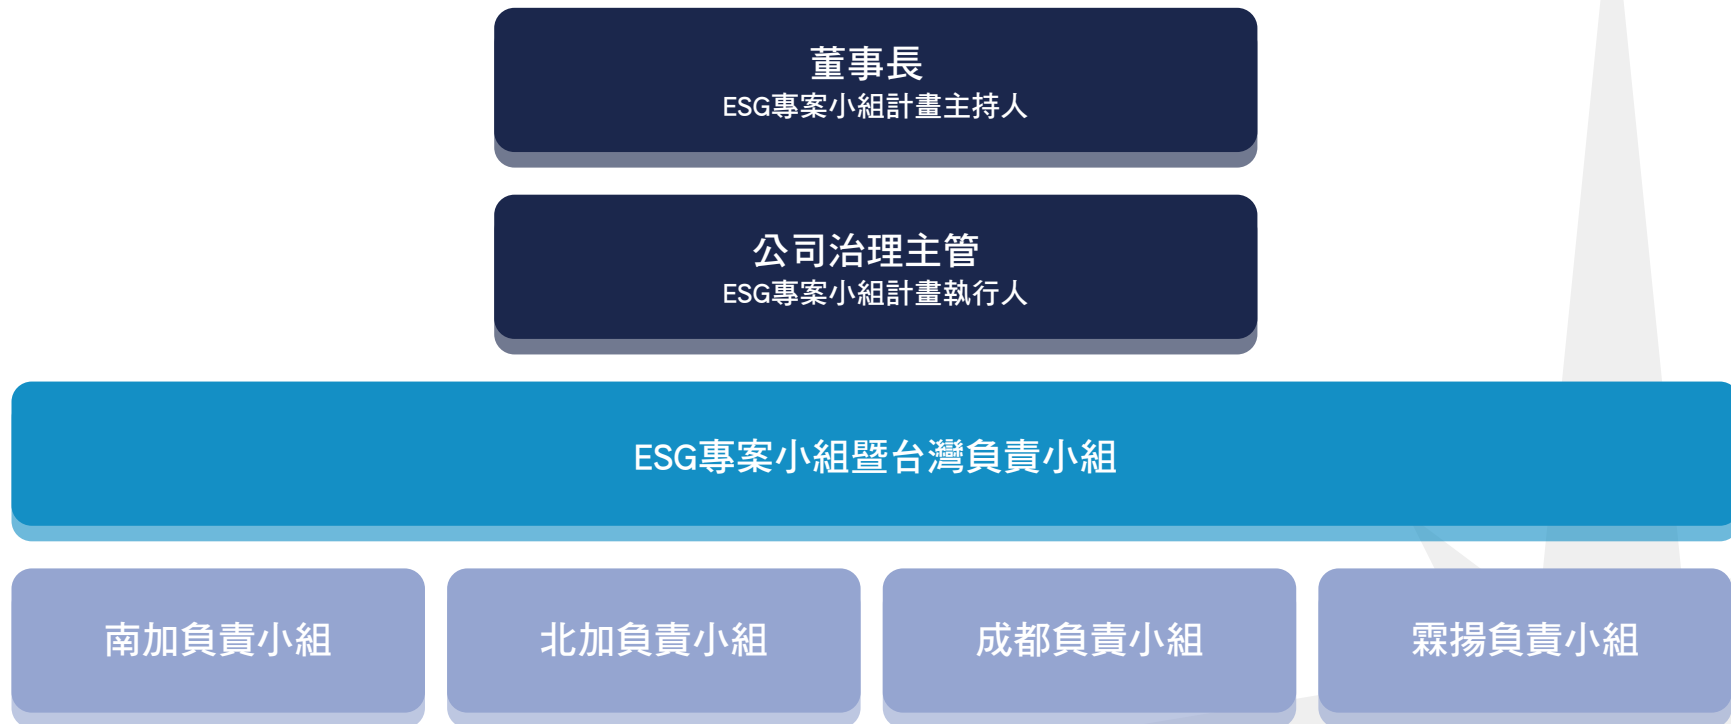 董事長
ESG專案小組計畫主持人
公司治理主管
ESG專案小組計畫執行人
ESG專案小組暨台灣負責小組
南加負責小組
北加負責小組
成都負責小組
霖揚負責小組